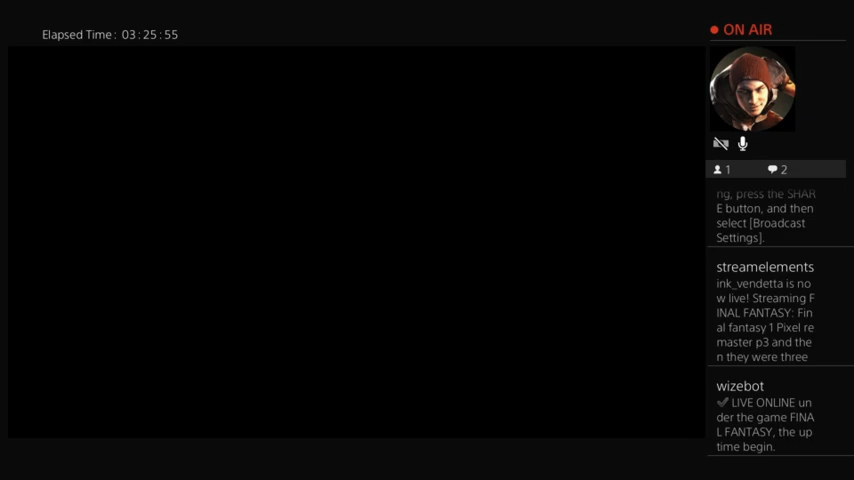 Elapsed Time: 03:25:55
ON AIR
1 2
ng, press the SHAR
E button, and then
select [Broadcast
Settings].
streamelements
ink_vendetta is no
w live! Streaming F
INAL FANTASY: Fin
al fantasy 1 Pixel re
master p3 and the
n they were three
wizebot
✔ LIVE ONLINE un
der the game FINA
L FANTASY, the up
time begin.